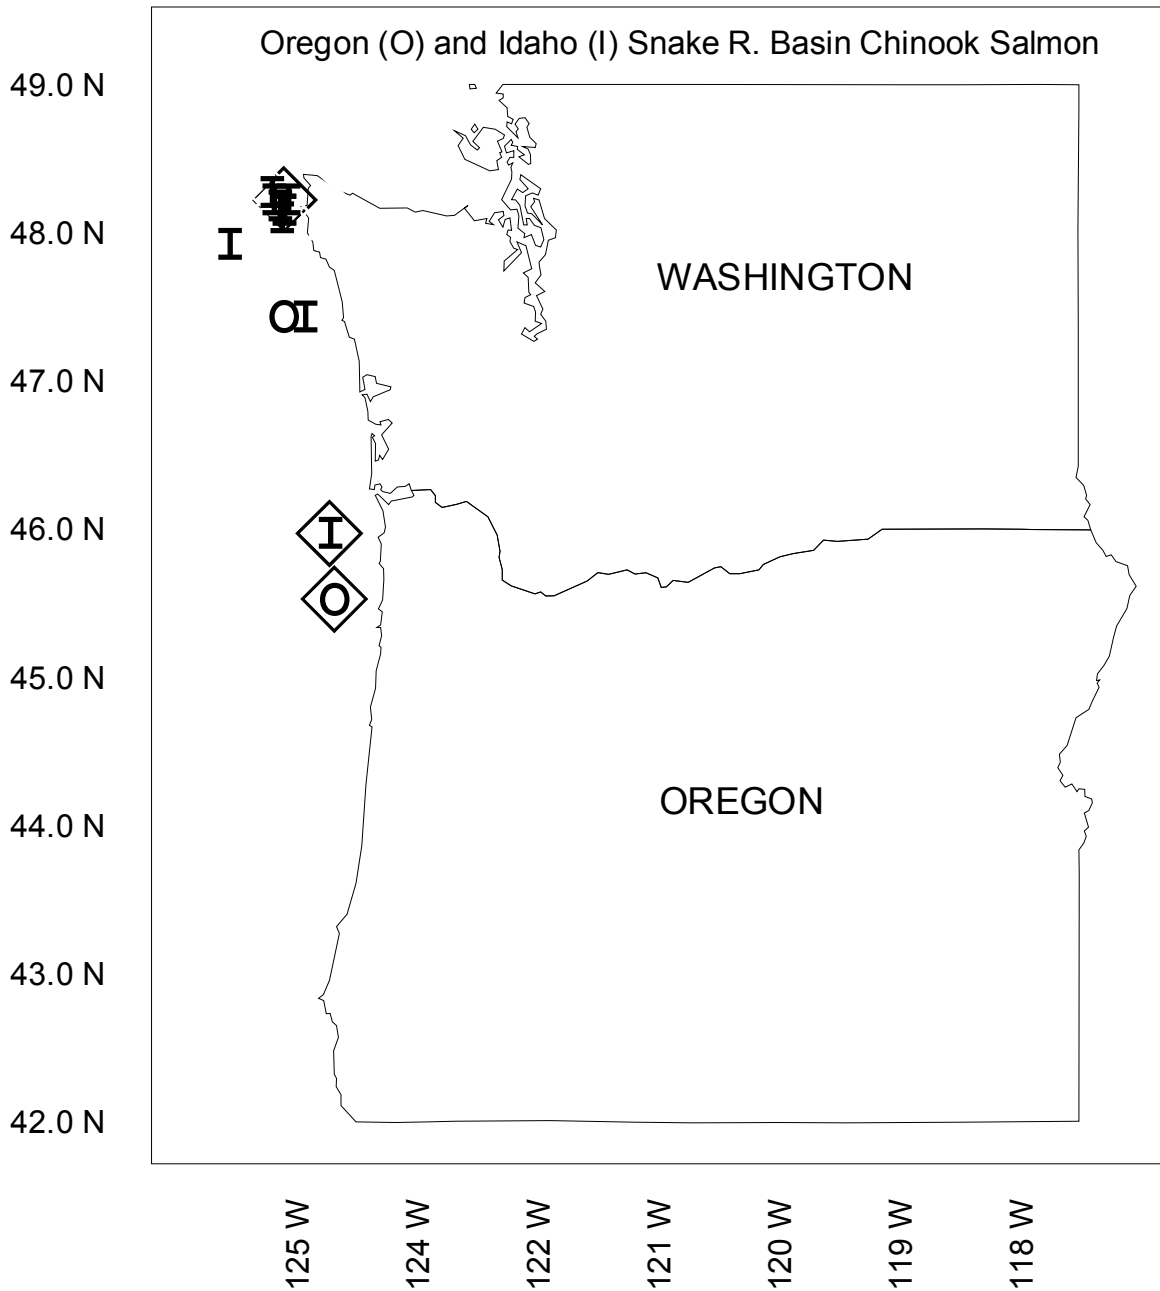 Oregon (O) and Idaho (I) Snake R. Basin Chinook Salmon
49.0 N
48.0 N
I
WASHINGTON
O I
47.0 N
46.0 N
I
O
45.0 N
OREGON
44.0 N
43.0 N
42.0 N
125 W
124 W
122 W
121 W
120 W
119 W
118 W